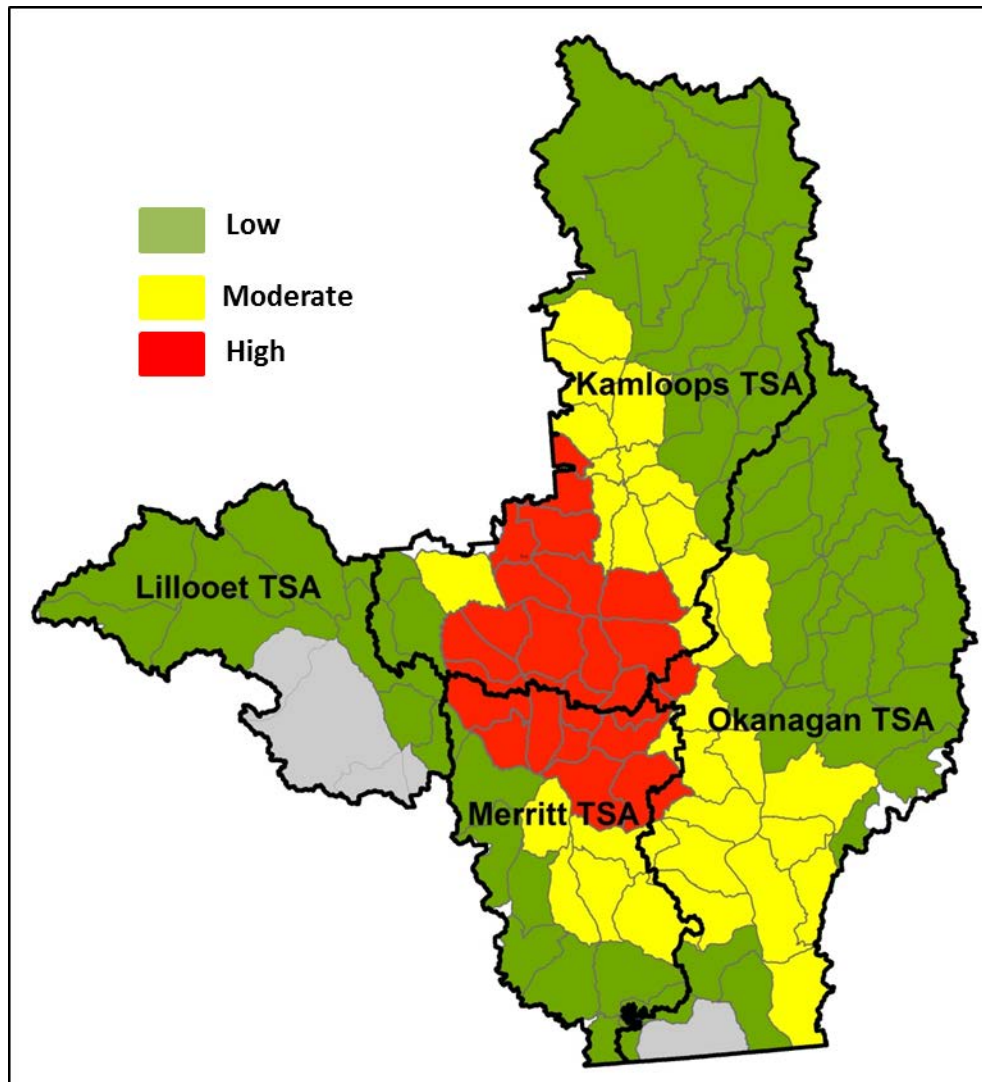 Low
Moderate
High
Kamloops TSA
Lillooet TSA
Okanagan TSA
Merritt TSA